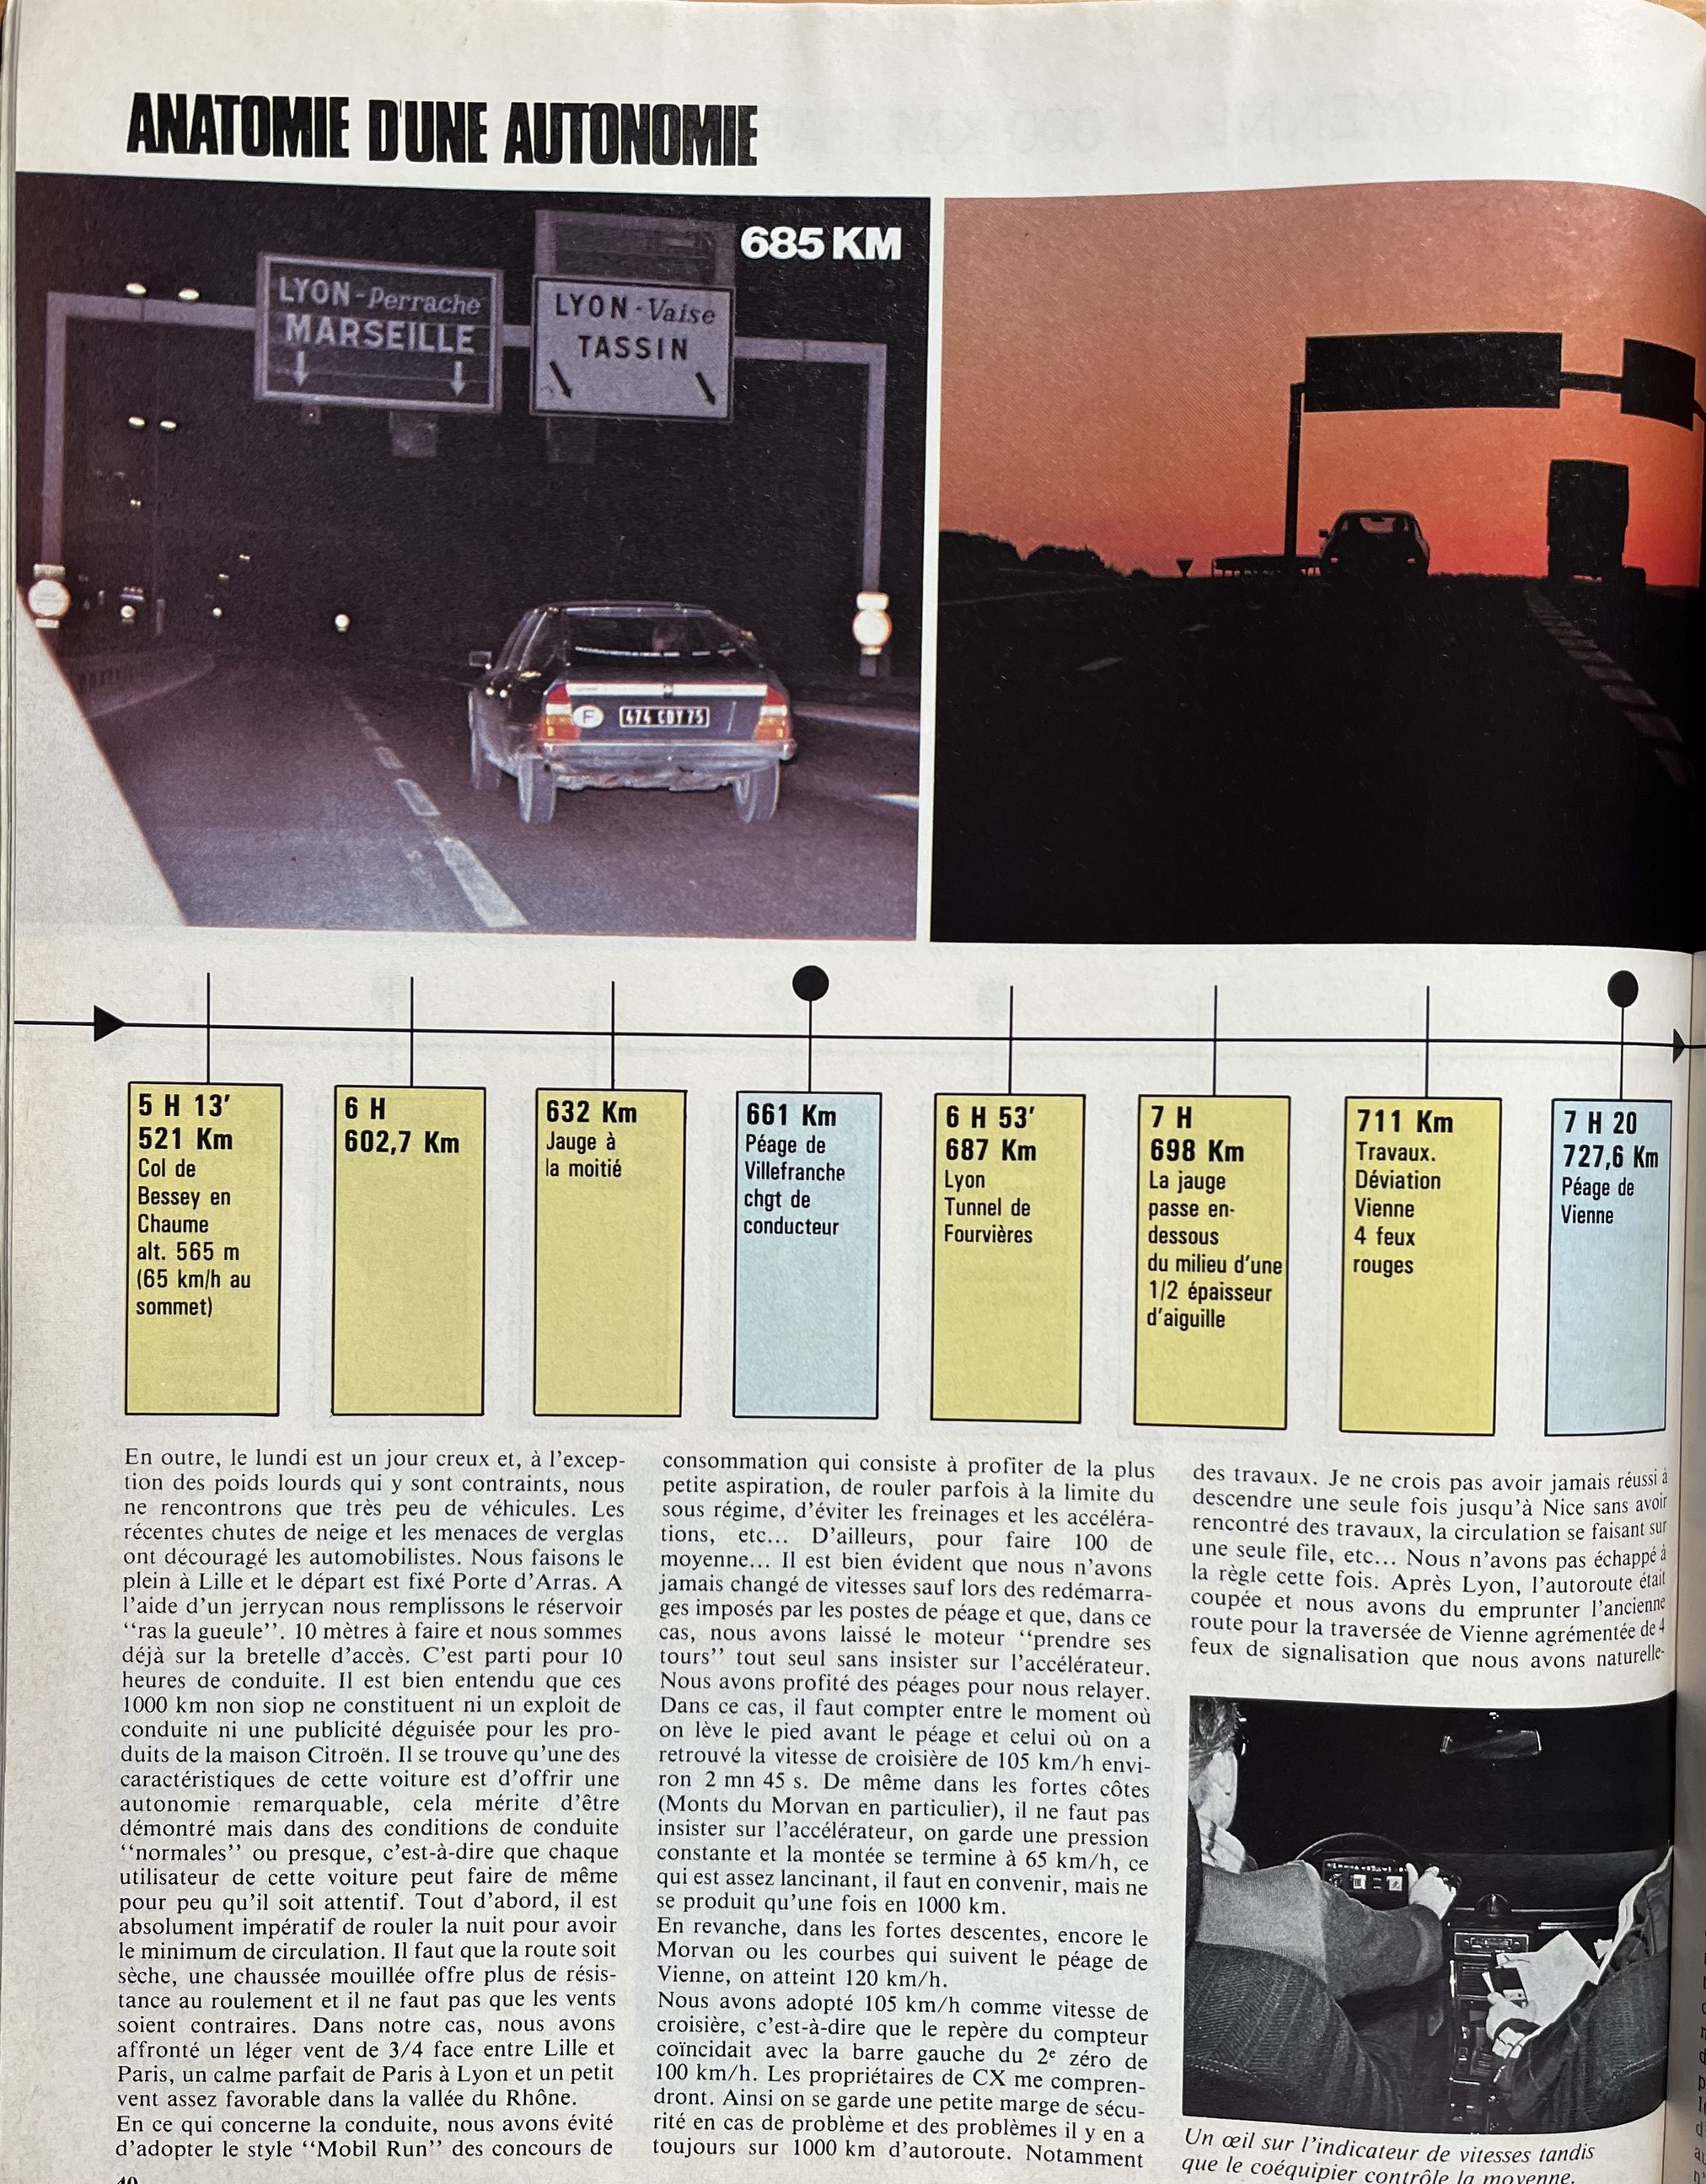 ANATOMIE D'UNE AUTONOMIE
685 KM
LYON-Perrache
MARSEILLE
LYON-Vaise
TASSIN
F
474 CDY 75
5 H 13'
521 Km
Col de
Bessey en
Chaume
alt. 565 m
(65 km/h au
sommet)
6 H
602,7 Km
632 Km
Jauge à
la moitié
661 Km
Péage de
Villefranche
chgt de
conducteur
6 H 53'
687 Km
Lyon
Tunnel de
Fourvières
7 H
698 Km
La jauge
passe en-
dessous
du milieu d'une
1/2 épaisseur
d'aiguille
711 Km
Travaux.
Déviation
Vienne
4 feux
rouges
7 H 20
727,6 Km
Péage de
Vienne
En outre, le lundi est un jour creux et, à l'excep-
tion des poids lourds qui y sont contraints, nous
ne rencontrons que très peu de véhicules. Les
récentes chutes de neige et les menaces de verglas
ont découragé les automobilistes. Nous faisons le
plein à Lille et le départ est fixé Porte d'Arras. A
l'aide d'un jerrycan nous remplissons le réservoir
“ras la gueule”. 10 mètres à faire et nous sommes
déjà sur la bretelle d'accès. C'est parti pour 10
heures de conduite. Il est bien entendu que ces
1000 km non siop ne constituent ni un exploit de
conduite ni une publicité déguisée pour les pro-
duits de la maison Citroën. Il se trouve qu'une des
caractéristiques de cette voiture est d'offrir une
autonomie remarquable, cela mérite d'être
démontré mais dans des conditions de conduite
“normales” ou presque, c'est-à-dire que chaque
utilisateur de cette voiture peut faire de même
pour peu qu'il soit attentif. Tout d'abord, il est
absolument impératif de rouler la nuit pour avoir
le minimum de circulation. Il faut que la route soit
sèche, une chaussée mouillée offre plus de résis-
tance au roulement et il ne faut pas que les vents
soient contraires. Dans notre cas, nous avons
affronté un léger vent de 3/4 face entre Lille et
Paris, un calme parfait de Paris à Lyon et un petit
vent assez favorable dans la vallée du Rhône.
En ce qui concerne la conduite, nous avons évité
d'adopter le style “Mobil Run” des concours de
consommation qui consiste à profiter de la plus
petite aspiration, de rouler parfois à la limite du
sous régime, d'éviter les freinages et les accéléra-
tions, etc... D'ailleurs, pour faire 100 de
moyenne... Il est bien évident que nous n'avons
jamais changé de vitesses sauf lors des redémarra-
ges imposés par les postes de péage et que, dans ce
cas, nous avons laissé le moteur “prendre ses
tours” tout seul sans insister sur l'accélérateur.
Nous avons profité des péages pour nous relayer.
Dans ce cas, il faut compter entre le moment où
on lève le pied avant le péage et celui où on a
retrouvé la vitesse de croisière de 105 km/h envi-
ron 2 mn 45 s. De même dans les fortes côtes
(Monts du Morvan en particulier), il ne faut pas
insister sur l'accélérateur, on garde une pression
constante et la montée se termine à 65 km/h, ce
qui est assez lancinant, il faut en convenir, mais ne
se produit qu'une fois en 1000 km.
En revanche, dans les fortes descentes, encore le
Morvan ou les courbes qui suivent le péage de
Vienne, on atteint 120 km/h.
Nous avons adopté 105 km/h comme vitesse de
croisière, c'est-à-dire que le repère du compteur
coïncidait avec la barre gauche du 2e zéro de
100 km/h. Les propriétaires de CX me compren-
dront. Ainsi on se garde une petite marge de sécu-
rité en cas de problème et des problèmes il y en a
toujours sur 1000 km d'autoroute. Notamment
des travaux. Je ne crois pas avoir jamais réussi à
descendre une seule fois jusqu'à Nice sans avoir
rencontré des travaux, la circulation se faisant sur
une seule file, etc... Nous n'avons pas échappé à
la règle cette fois. Après Lyon, l'autoroute était
coupée et nous avons du emprunter l'ancienne
route pour la traversée de Vienne agrémentée de 4
feux de signalisation que nous avons naturelle-
Un œil sur l'indicateur de vitesses tandis
que le coéquipier contrôle la moyenne.